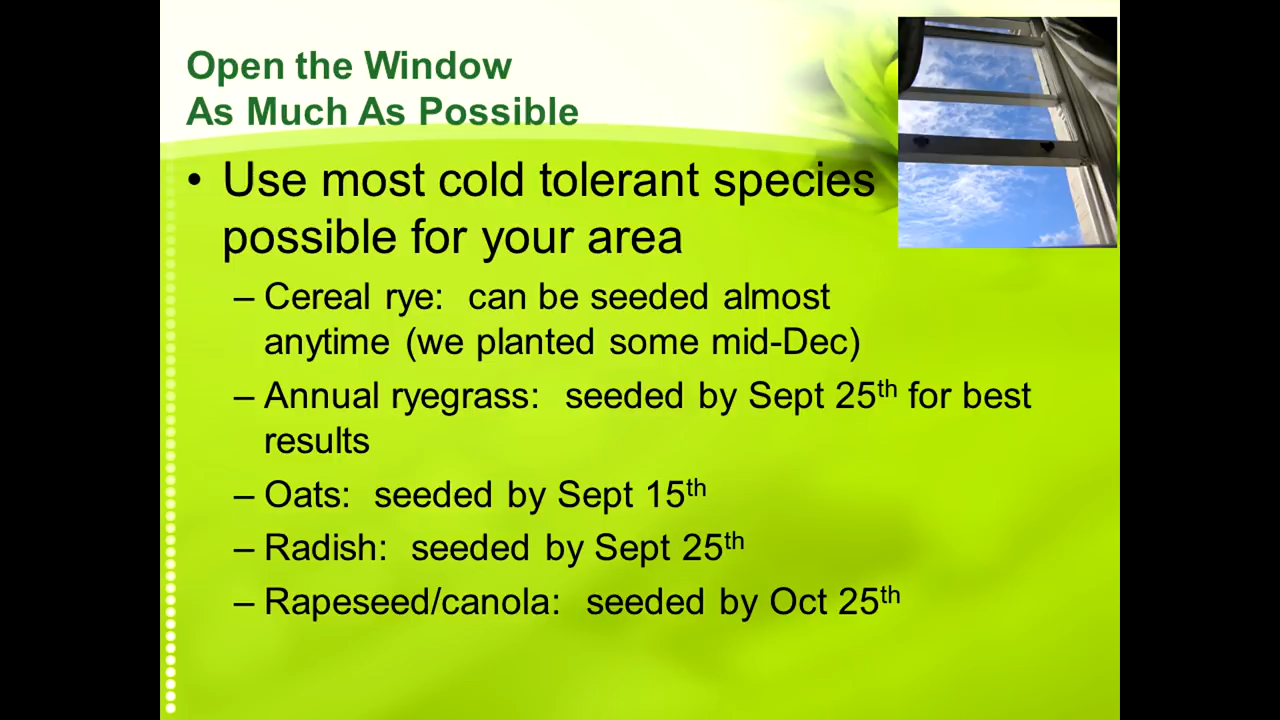 Open the Window
As Much As Possible
• Use most cold tolerant species
possible for your area
– Cereal rye:  can be seeded almost
anytime (we planted some mid-Dec)
– Annual ryegrass:  seeded by Sept 25th for best
results
– Oats:  seeded by Sept 15th
– Radish:  seeded by Sept 25th
– Rapeseed/canola:  seeded by Oct 25th